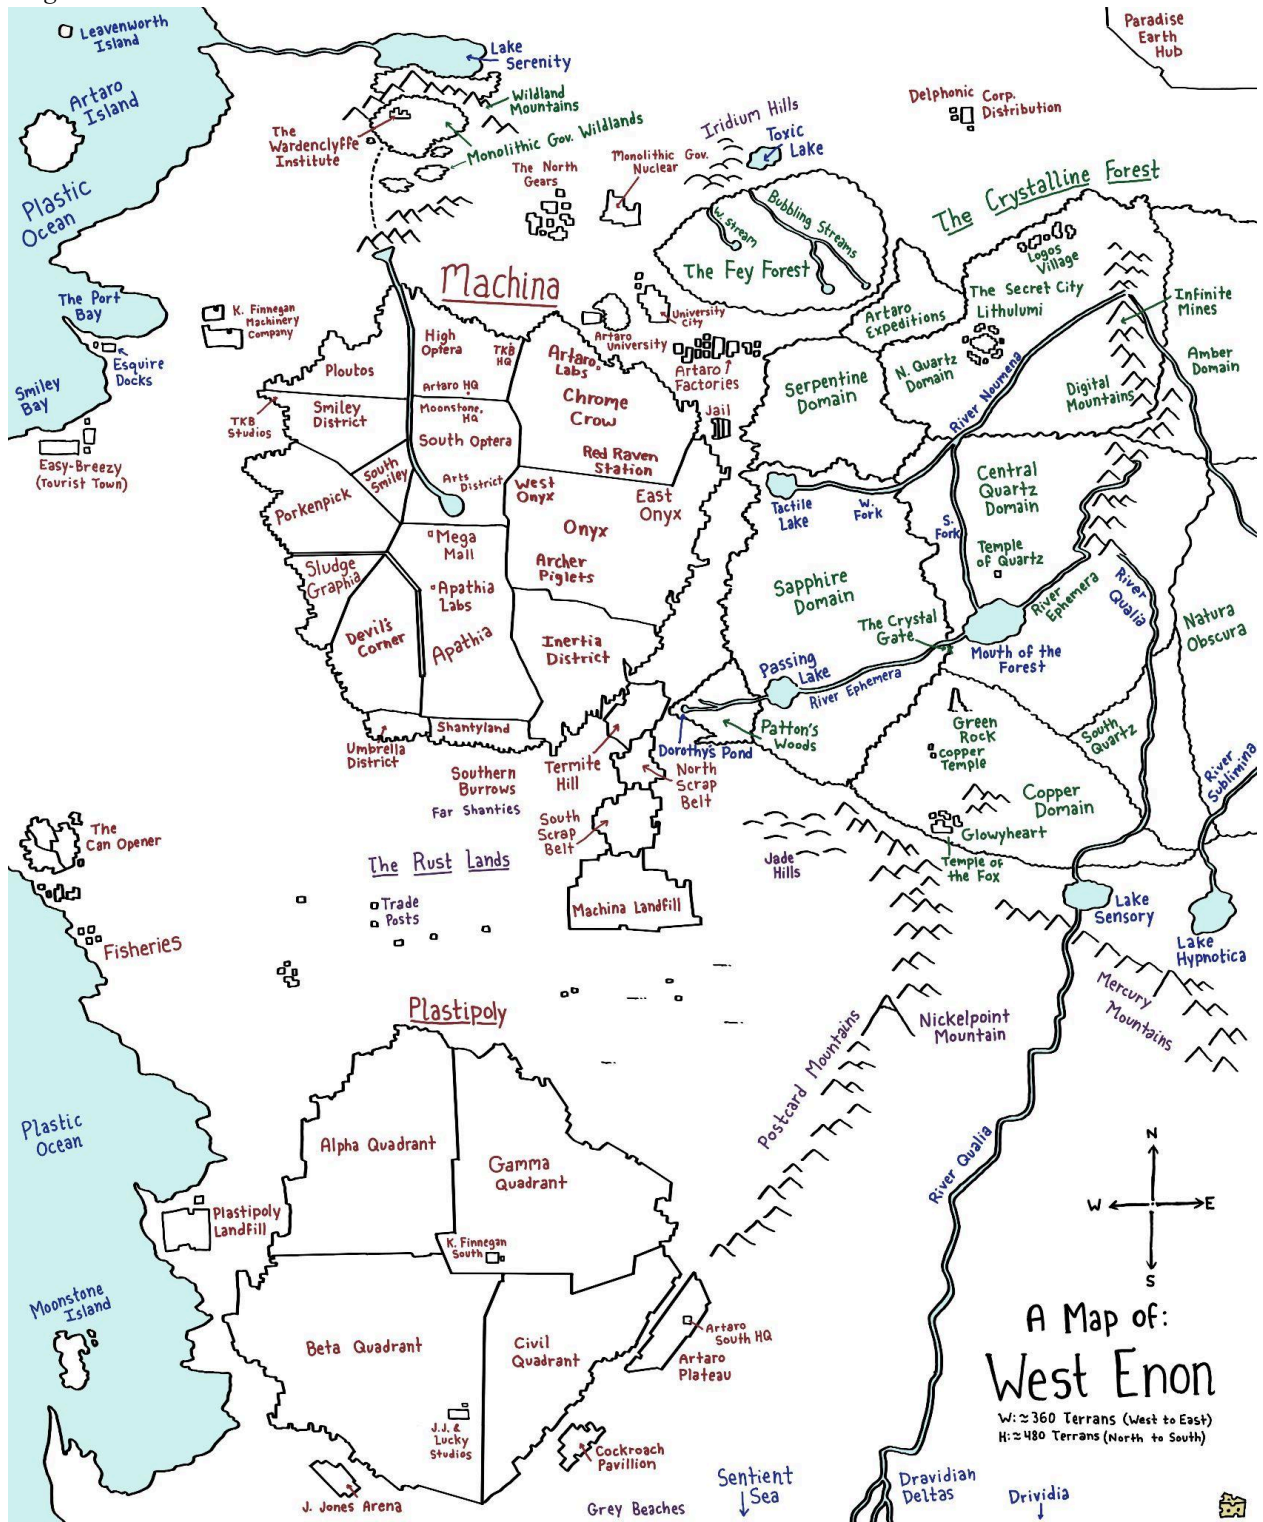 Leavenworth
Island
Artaro
Island
Plastic
Ocean
Lake
Serenity
Wildland
Mountains
The
Wardenclyffe
Institute
Monolithic Gov. Wildlands
The North
Gears
Monolithic Gov.
Nuclear
Iridium Hills
Toxic
Lake
Delphonic Corp.
Distribution
Paradise
Earth
Hub
The Crystalline Forest
W. Stream
Bubbling Streams
The Fey Forest
Logos
Village
The Secret City
Lithulumi
Artaro
Expeditions
N. Quartz
Domain
Infinite
Mines
Amber
Domain
Digital
Mountains
River Noumena
Serpentine
Domain
The Port
Bay
Esquire
Docks
Smiley
Bay
Easy-Breezy
(Tourist Town)
K. Finnegan
Machinery
Company
Machina
Artaro
University
University
City
Artaro
Factories
Jail
High
Optera
TKB
HQ
Artaro
Labs
Chrome
Crow
Red Raven
Station
Ploutos
Artaro HQ
Moonstone
HQ
South Optera
TKB
Studios
Smiley
District
South
Smiley
Arts
District
Porkenpick
West
Onyx
East
Onyx
Onyx
Archer
Piglets
Mega
Mall
Apathia
Labs
Apathia
Sludge
Graphia
Devil's
Corner
Inertia
District
Umbrella
District
Shantyland
Southern
Burrows
Far Shanties
Termite
Hill
North
Scrap
Belt
South
Scrap
Belt
Machina Landfill
Tactile
Lake
W.
Fork
S.
Fork
Central
Quartz
Domain
Temple
of Quartz
Sapphire
Domain
The Crystal
Gate
River
Ephemera
River
Qualia
Natura
Obscura
Mouth of the
Forest
Passing
Lake
River Ephemera
Patton's
Woods
Dorothy's Pond
Green
Rock
Copper
Temple
South
Quartz
River
Sublimina
Copper
Domain
Glowyheart
Temple of
the Fox
Jade
Hills
Lake
Sensory
Lake
Hypnotica
Mercury
Mountains
Nickelpoint
Mountain
Postcard Mountains
River Qualia
The
Can Opener
Fisheries
The Rust Lands
Trade
Posts
Plastipoly
Plastic
Ocean
Alpha Quadrant
Gamma
Quadrant
Plastipoly
Landfill
K. Finnegan
South
Moonstone
Island
Beta Quadrant
Civil
Quadrant
Artaro
South HQ
Artaro
Plateau
J.J. &
Lucky
Studios
Cockroach
Pavillion
J. Jones Arena
Grey Beaches
Sentient
Sea
Dravidian
Deltas
Drividia
N
W
E
S
A Map of:
West Enon
W: ≈ 360 Terrans (West to East)
H: ≈ 480 Terrans (North to South)